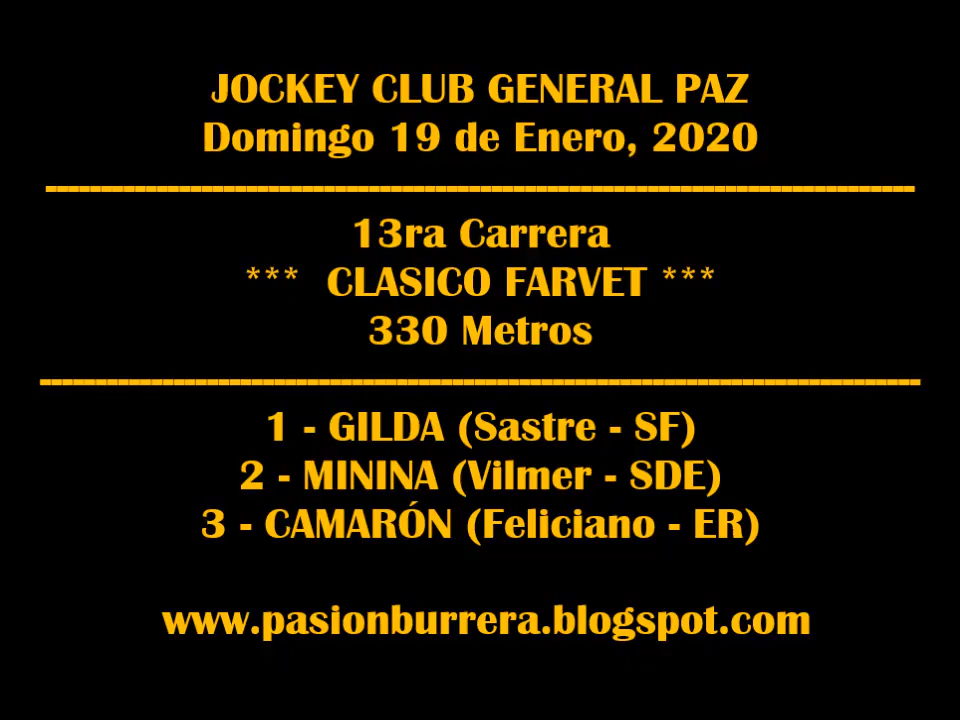 JOCKEY CLUB GENERAL PAZ
Domingo 19 de Enero, 2020
--------------------------------------------------------------------------------
13ra Carrera
*** CLASICO FARVET ***
330 Metros
---------------------------------------------------------------------------------
1 - GILDA (Sastre - SF)
2 - MININA (Vilmer - SDE)
3 - CAMARÓN (Feliciano - ER)
www.pasionburrera.blogspot.com